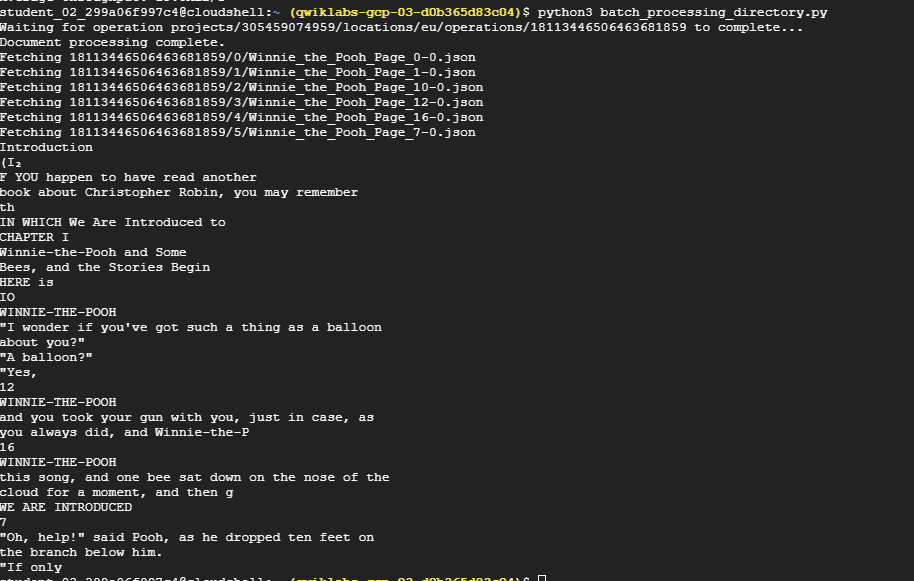 student_02_299a06f997c4@cloudshell:~ (qwiklabs-gcp-03-d0b365d83c04)$ python3 batch_processing_directory.py
Waiting for operation projects/305459074959/locations/eu/operations/18113446506463681859 to complete...
Document processing complete.
Fetching 18113446506463681859/0/Winnie_the_Pooh_Page_0-0.json
Fetching 18113446506463681859/1/Winnie_the_Pooh_Page_1-0.json
Fetching 18113446506463681859/2/Winnie_the_Pooh_Page_10-0.json
Fetching 18113446506463681859/3/Winnie_the_Pooh_Page_12-0.json
Fetching 18113446506463681859/4/Winnie_the_Pooh_Page_16-0.json
Fetching 18113446506463681859/5/Winnie_the_Pooh_Page_7-0.json
Introduction
(I₂
F YOU happen to have read another
book about Christopher Robin, you may remember
th
IN WHICH We Are Introduced to
CHAPTER I
Winnie-the-Pooh and Some
Bees, and the Stories Begin
HERE is
IO
WINNIE-THE-POOH
"I wonder if you've got such a thing as a balloon
about you?"
"A balloon?"
"Yes,
12
WINNIE-THE-POOH
and you took your gun with you, just in case, as
you always did, and Winnie-the-P
16
WINNIE-THE-POOH
this song, and one bee sat down on the nose of the
cloud for a moment, and then g
WE ARE INTRODUCED
7
"Oh, help!" said Pooh, as he dropped ten feet on
the branch below him.
"If only
student_02_299a06f997c4@cloudshell:~ (qwiklabs-gcp-03-d0b365d83c04)$